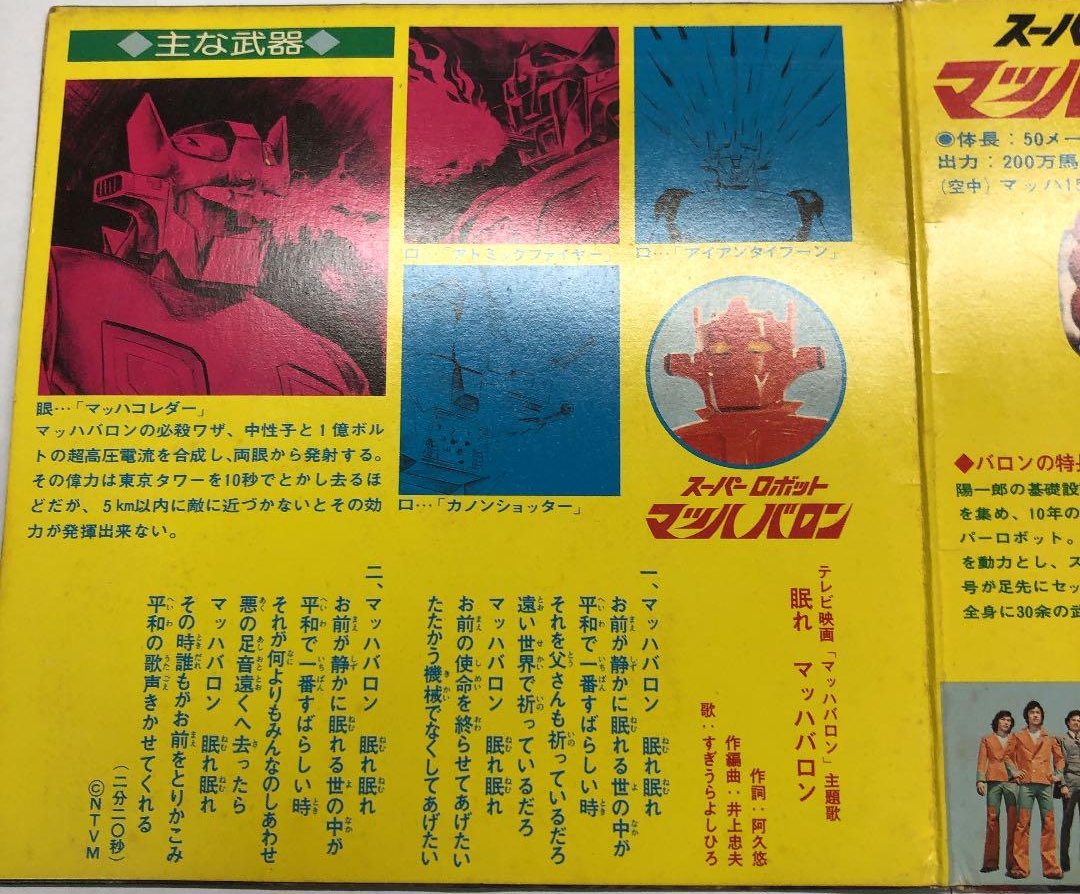 ◆主な武器◆
眼…「マッハコレダー」
マッハバロンの必殺ワザ、中性子と1億ボル
トの超高圧電流を合成し、両眼から発射する。
その偉力は東京タワーを10秒でとかし去るほ
どだが、5km以内に敵に近づかないとその効
力が発揮出来ない。
口…「アトミックファイヤー」
口…「アイアンタイフーン」
口…「カノンショッター」
スーパーロボット
マッハバロン
テレビ映画「マッハバロン」主題歌
眠れ マッハバロン
作詞:阿久悠
作編曲:井上忠夫
歌:すぎうらよしひろ
一、マッハバロン 眠れ眠れ
お前が静かに眠れる世の中が
平和で一番すばらしい時
それを父さんも祈っているだろ
遠い世界で祈っているだろ
マッハバロン 眠れ眠れ
お前の使命を終らせてあげたい
たたかう機械でなくしてあげたい
二、マッハバロン 眠れ眠れ
お前が静かに眠れる世の中が
平和で一番すばらしい時
それが何よりもみんなのしあわせ
悪の足音遠くへ去ったら
マッハバロン 眠れ眠れ
その時誰もがお前をとりかこみ
平和の歌声きかせてくれる
(二分二〇秒)
©NTVM
スーパ
マッハ
◉体長:50メー
出力:200万馬
(空中)マッハ15
◆バロンの特長
陽一郎の基礎設
を集め、10年の
パーロボット。
を動力とし、ス
号が足先にセッ
全身に30余の武